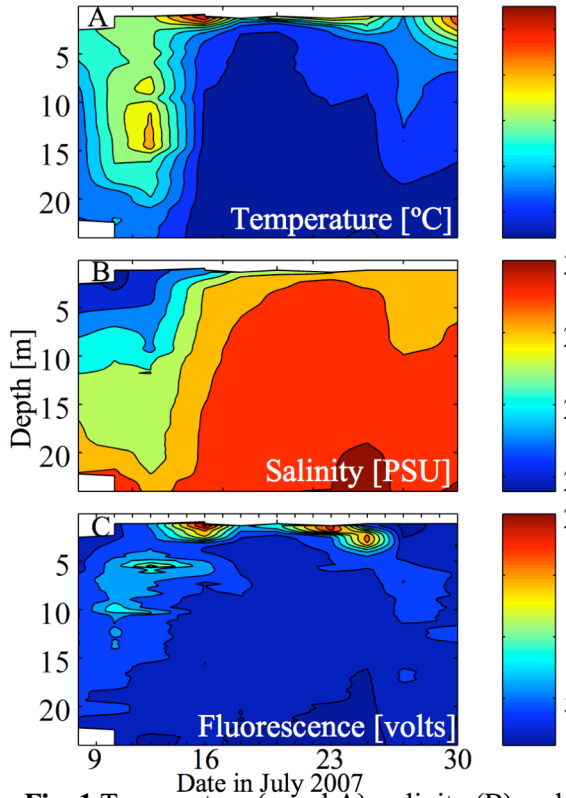 A
5
10
15
20
Temperature [ºC]
B
5
10
15
20
Depth [m]
Salinity [PSU]
C
5
10
15
20
Fluorescence [volts]
9 16 23 30
Date in July 2007